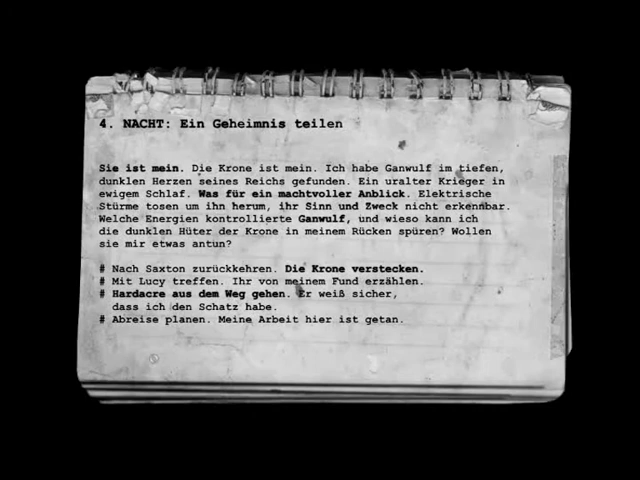 4. NACHT: Ein Geheimnis teilen
Sie ist mein. Die Krone ist mein. Ich habe Ganwulf im tiefen,
dunklen Herzen seines Reichs gefunden. Ein uralter Krieger in
ewigem Schlaf. Was für ein machtvoller Anblick. Elektrische
Stürme tosen um ihn herum, ihr Sinn und Zweck nicht erkennbar.
Welche Energien kontrollierte Ganwulf, und wieso kann ich
die dunklen Hüter der Krone in meinem Rücken spüren? Wollen
sie mir etwas antun?
# Nach Saxton zurückkehren. Die Krone verstecken.
# Mit Lucy treffen. Ihr von meinem Fund erzählen.
# Hardacre aus dem Weg gehen. Er weiß sicher,
dass ich den Schatz habe.
# Abreise planen. Meine Arbeit hier ist getan.